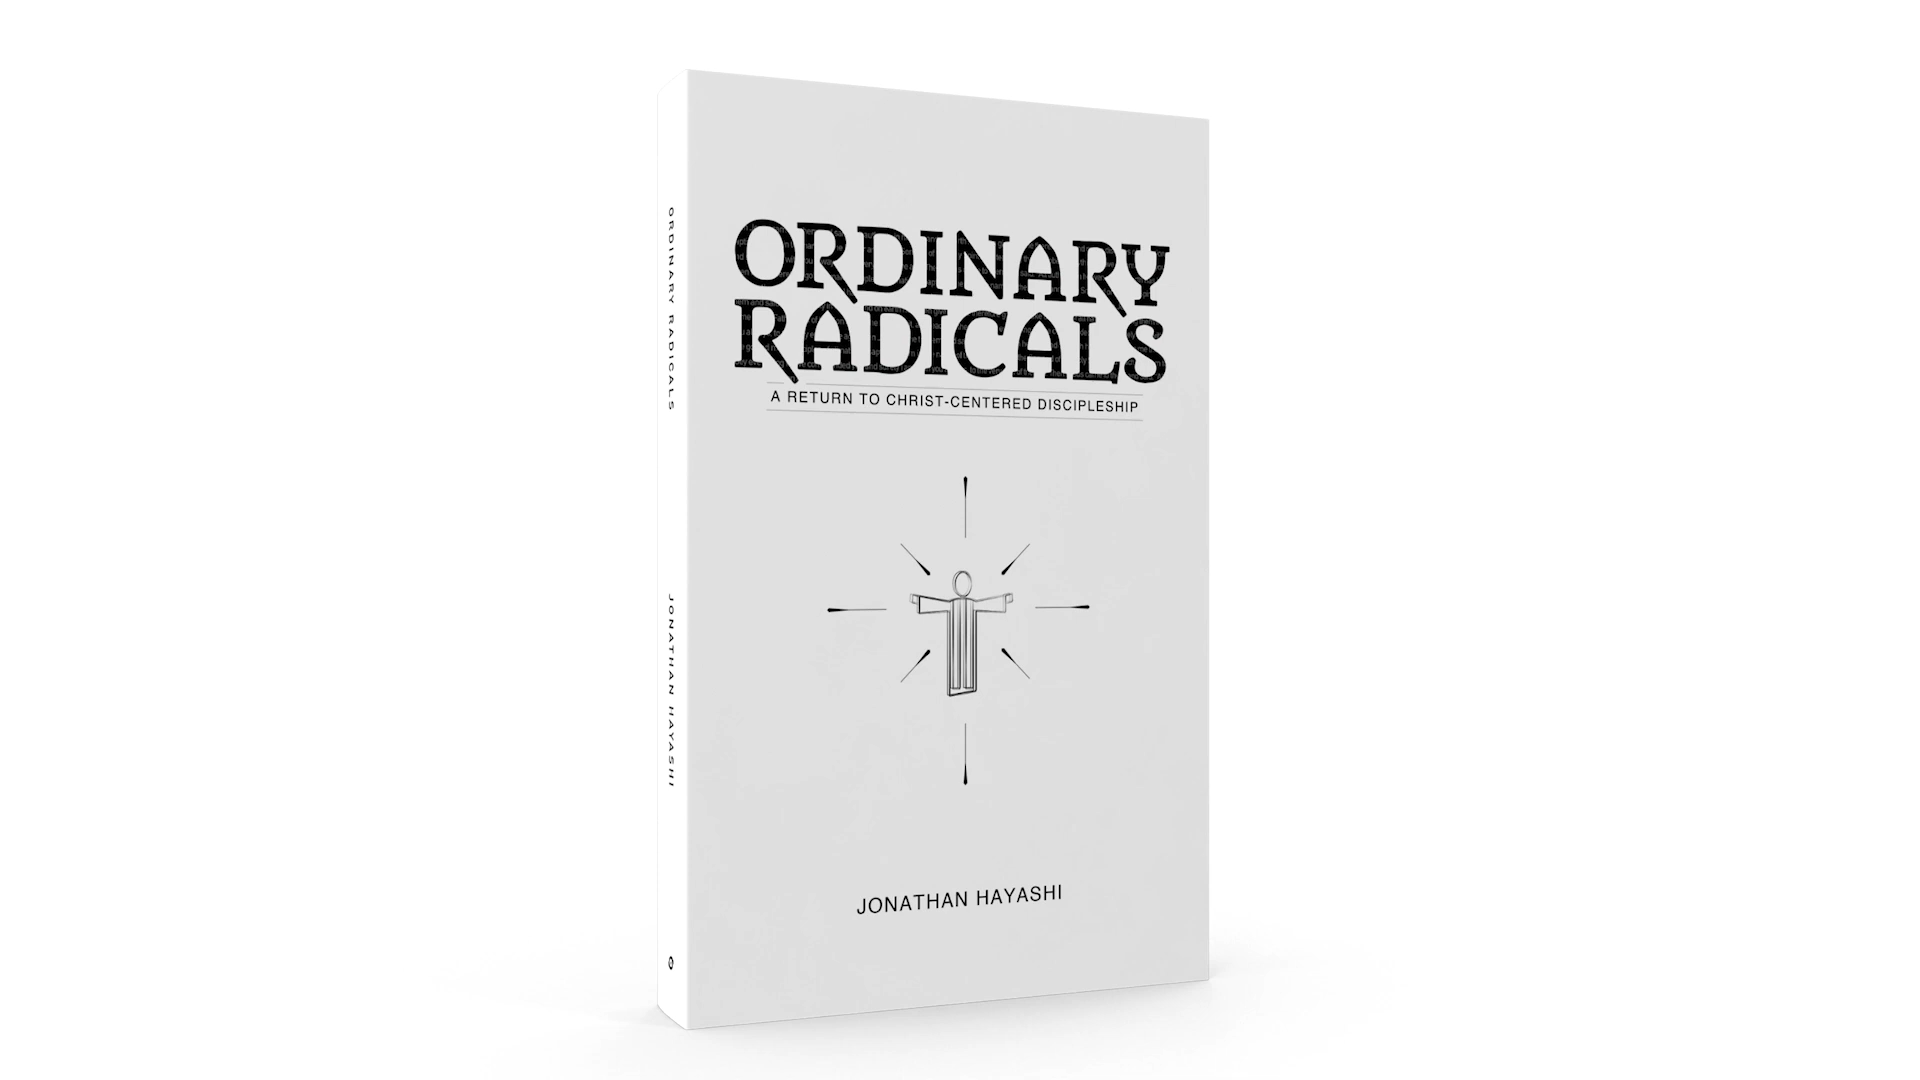 ORDINARY
RADICALS
A RETURN TO CHRIST-CENTERED DISCIPLESHIP
JONATHAN HAYASHI
ORDINARY RADICALS
JONATHAN HAYASHI